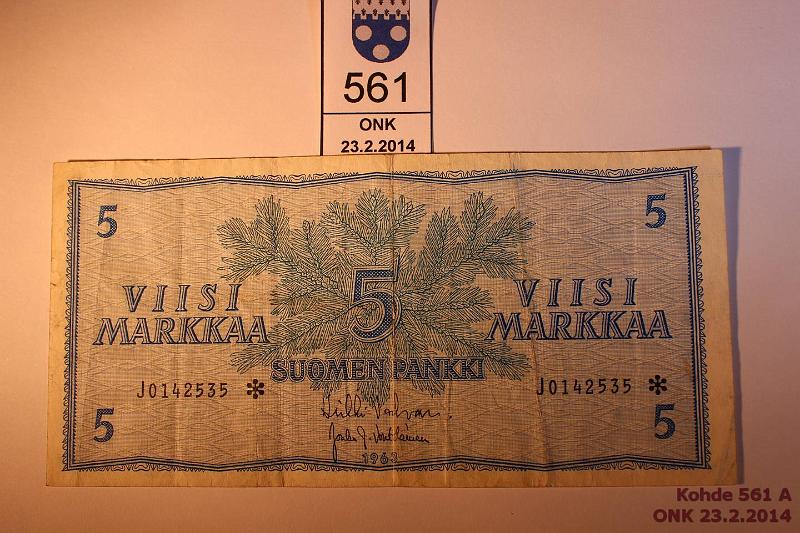 561
ONK
23.2.2014
5 5
VIISI MARKKAA
5
VIISI MARKKAA
SUOMEN PANKKI
J0142535 *
J0142535 *
1963
5 5
Kohde 561 A
ONK 23.2.2014